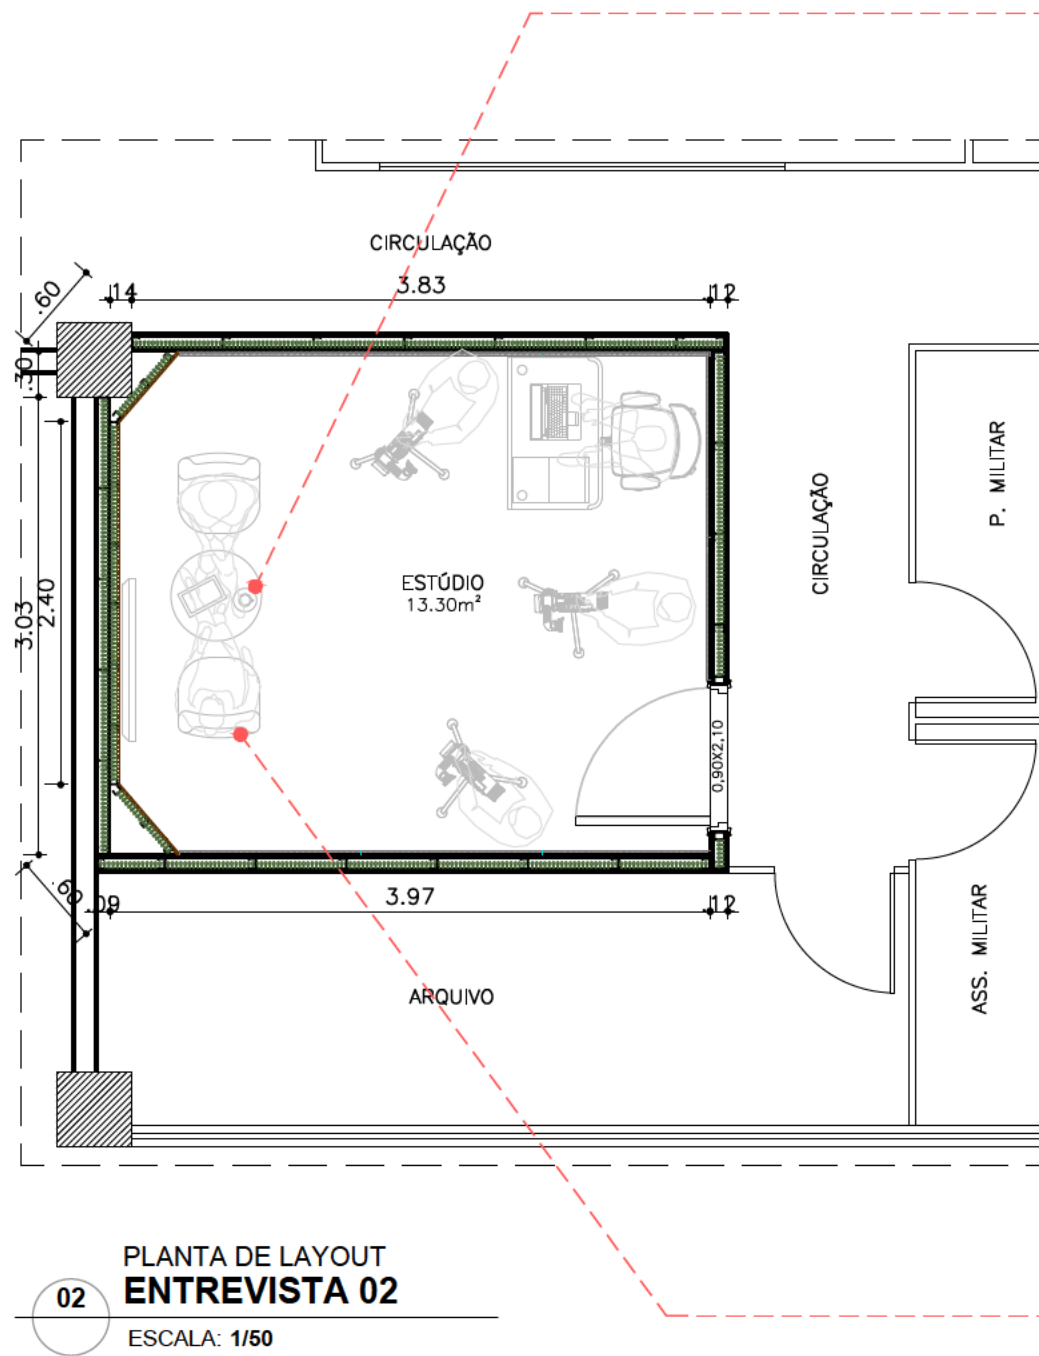 CIRCULAÇÃO
.60
.14
3.83
.12
.30
P. MILITAR
CIRCULAÇÃO
ESTÚDIO
13.30m²
3.03
2.40
0,90X2,10
.60
.09
3.97
.12
ASS. MILITAR
ARQUIVO
PLANTA DE LAYOUT
02
ENTREVISTA 02
ESCALA: 1/50